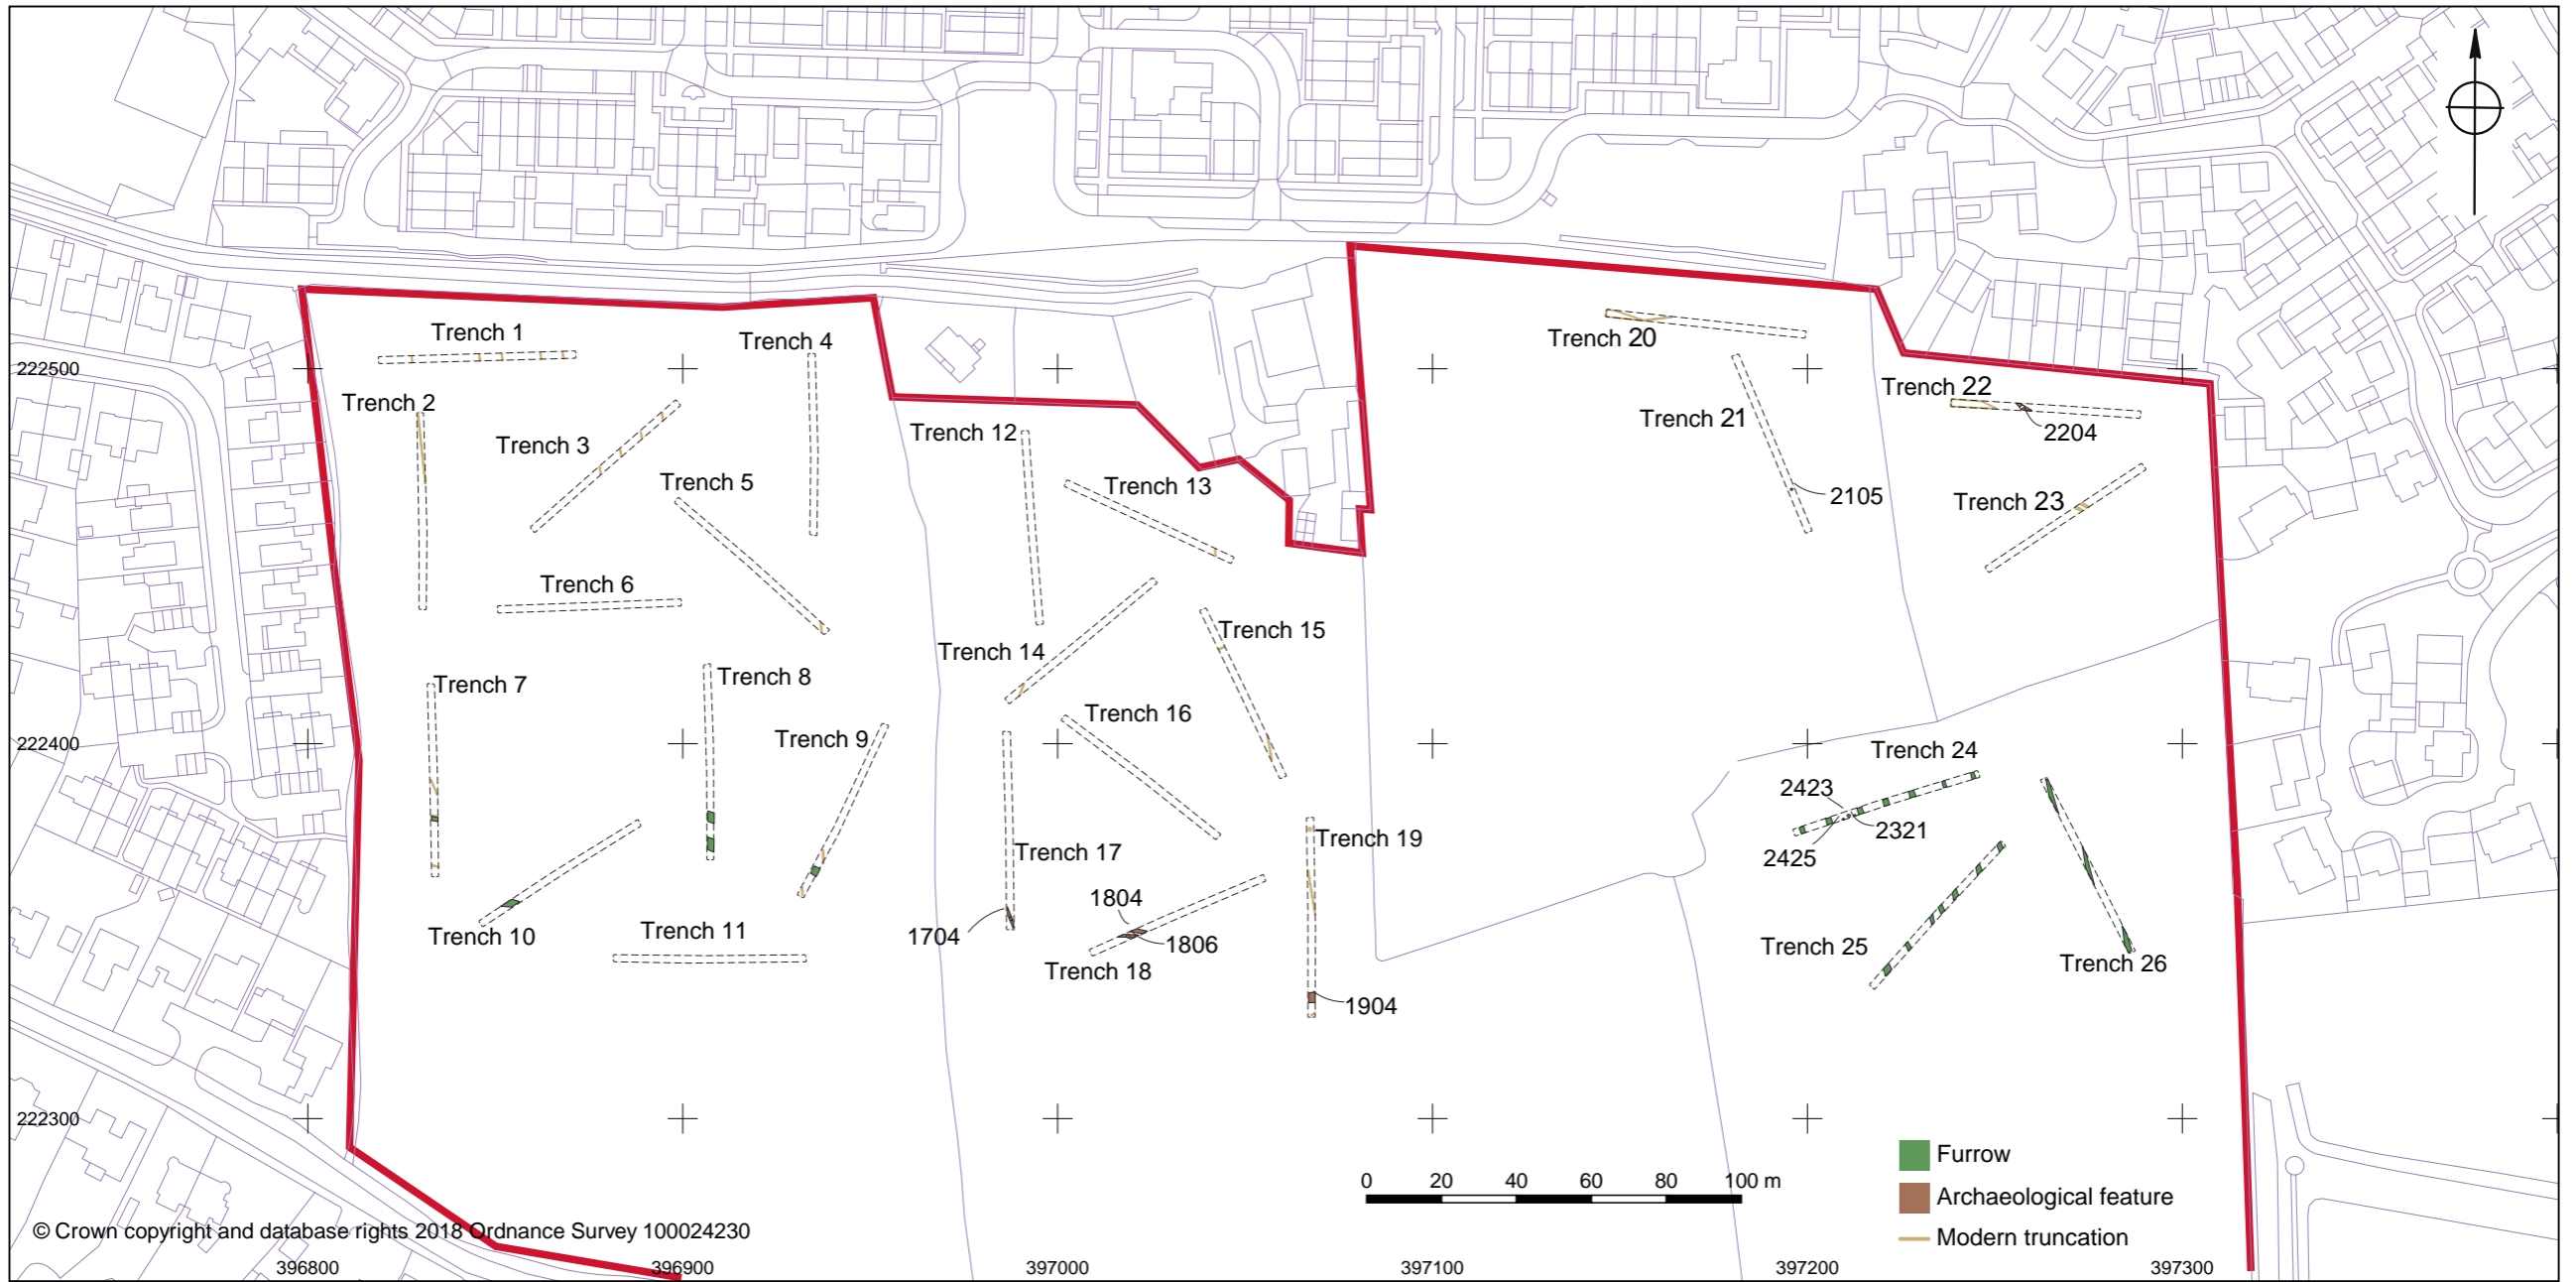 Trench 1
Trench 4
Trench 20
222500
Trench 2
Trench 22
Trench 3
Trench 12
Trench 21
2204
Trench 5
Trench 13
2105
Trench 23
Trench 6
Trench 15
Trench 14
Trench 7
Trench 8
Trench 16
222400
Trench 9
Trench 24
2423
2321
Trench 19
Trench 17
2425
1804
Trench 10
Trench 11
1704
1806
Trench 25
Trench 18
Trench 26
1904
222300
Furrow
0 20 40 60 80 100 m
Archaeological feature
© Crown copyright and database rights 2018 Ordnance Survey 100024230
Modern truncation
396800 396900 397000 397100 397200 397300